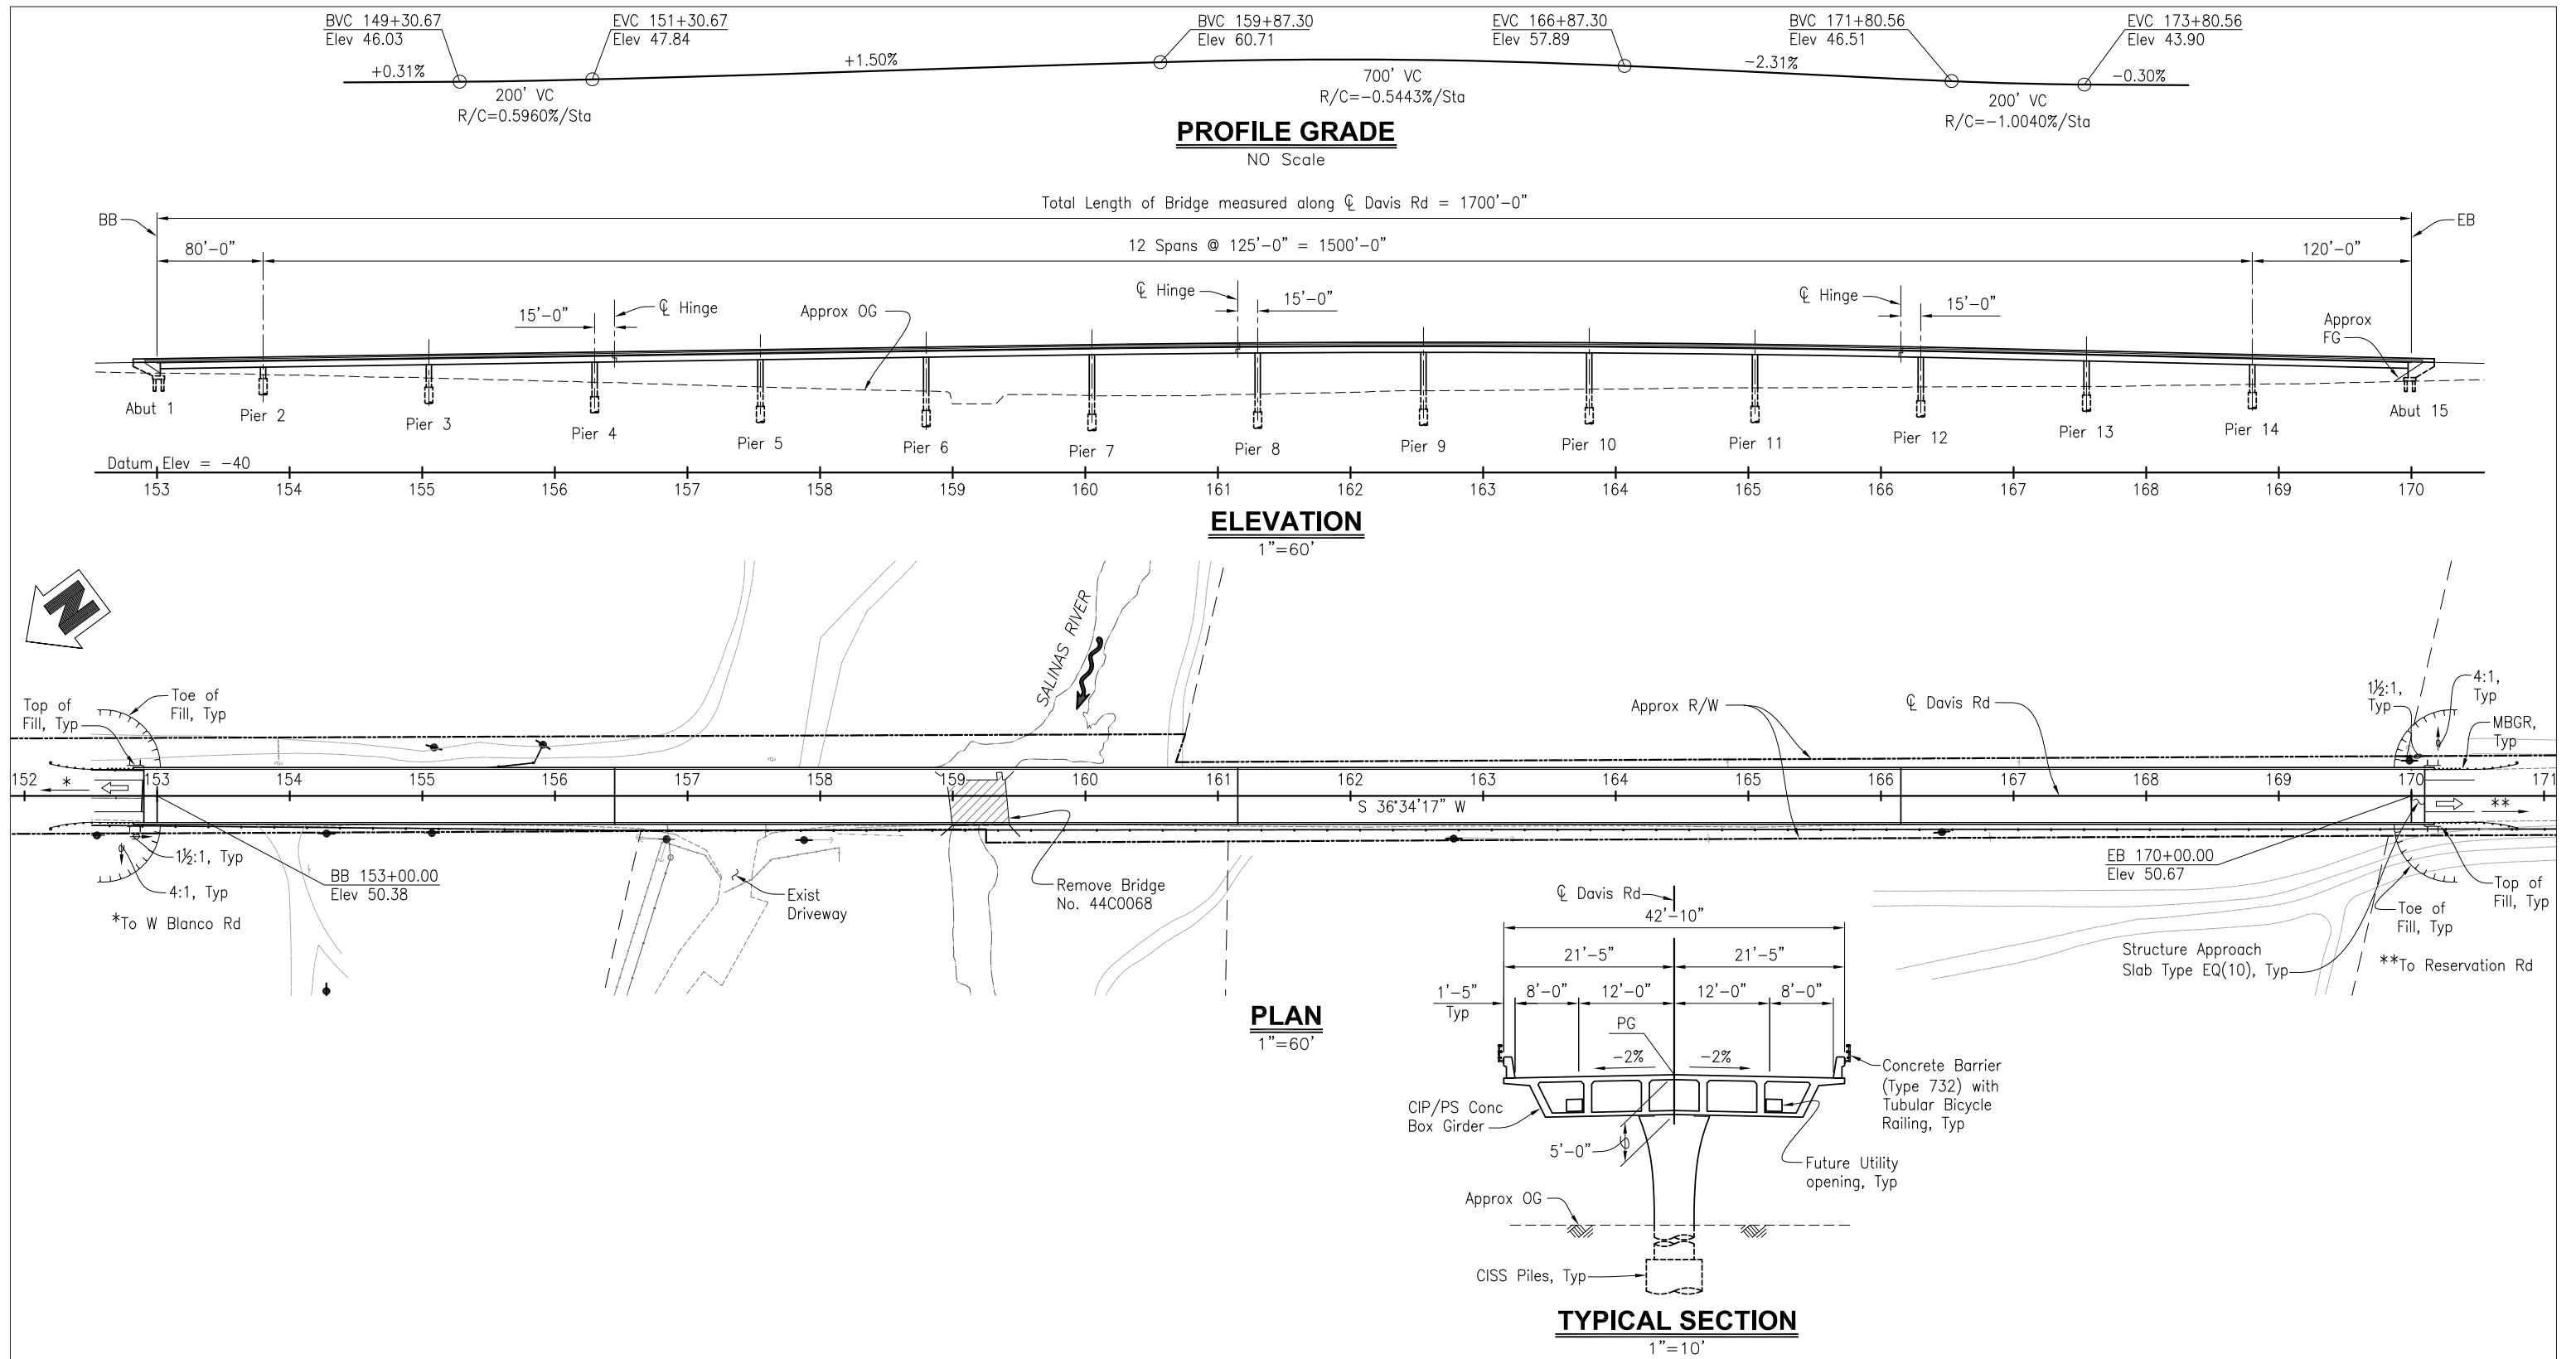 BVC 149+30.67
Elev 46.03
EVC 151+30.67
Elev 47.84
BVC 159+87.30
Elev 60.71
EVC 166+87.30
Elev 57.89
BVC 171+80.56
Elev 46.51
EVC 173+80.56
Elev 43.90
+0.31%
+1.50%
-2.31%
-0.30%
200' VC
R/C=0.5960%/Sta
700' VC
R/C=-0.5443%/Sta
200' VC
R/C=-1.0040%/Sta
PROFILE GRADE
NO Scale
Total Length of Bridge measured along ℄ Davis Rd = 1700'-0"
BB
EB
80'-0"
12 Spans @ 125'-0" = 1500'-0"
120'-0"
15'-0"
℄ Hinge
Approx OG
℄ Hinge
15'-0"
℄ Hinge
15'-0"
Approx
FG
Abut 1
Pier 2
Pier 3
Pier 4
Pier 5
Pier 6
Pier 7
Pier 8
Pier 9
Pier 10
Pier 11
Pier 12
Pier 13
Pier 14
Abut 15
Datum Elev = -40
153 154 155 156 157 158 159 160 161 162 163 164 165 166 167 168 169 170
ELEVATION
1"=60'
N
SALINAS RIVER
Top of
Fill, Typ
Toe of
Fill, Typ
Approx R/W
℄ Davis Rd
1½:1,
Typ
4:1,
Typ
MBGR,
Typ
152 153 154 155 156 157 158 159 160 161 162 163 164 165 166 167 168 169 170 171
*
**
S 36°34'17" W
1½:1, Typ
4:1, Typ
*To W Blanco Rd
BB 153+00.00
Elev 50.38
Exist
Driveway
Remove Bridge
No. 44C0068
EB 170+00.00
Elev 50.67
Top of
Fill, Typ
Toe of
Fill, Typ
Structure Approach
Slab Type EQ(10), Typ
**To Reservation Rd
PLAN
1"=60'
℄ Davis Rd
42'-10"
21'-5"
21'-5"
1'-5"
Typ
8'-0"
12'-0"
12'-0"
8'-0"
PG
-2%
-2%
Concrete Barrier
(Type 732) with
Tubular Bicycle
Railing, Typ
CIP/PS Conc
Box Girder
5'-0"
Future Utility
opening, Typ
Approx OG
CISS Piles, Typ
TYPICAL SECTION
1"=10'